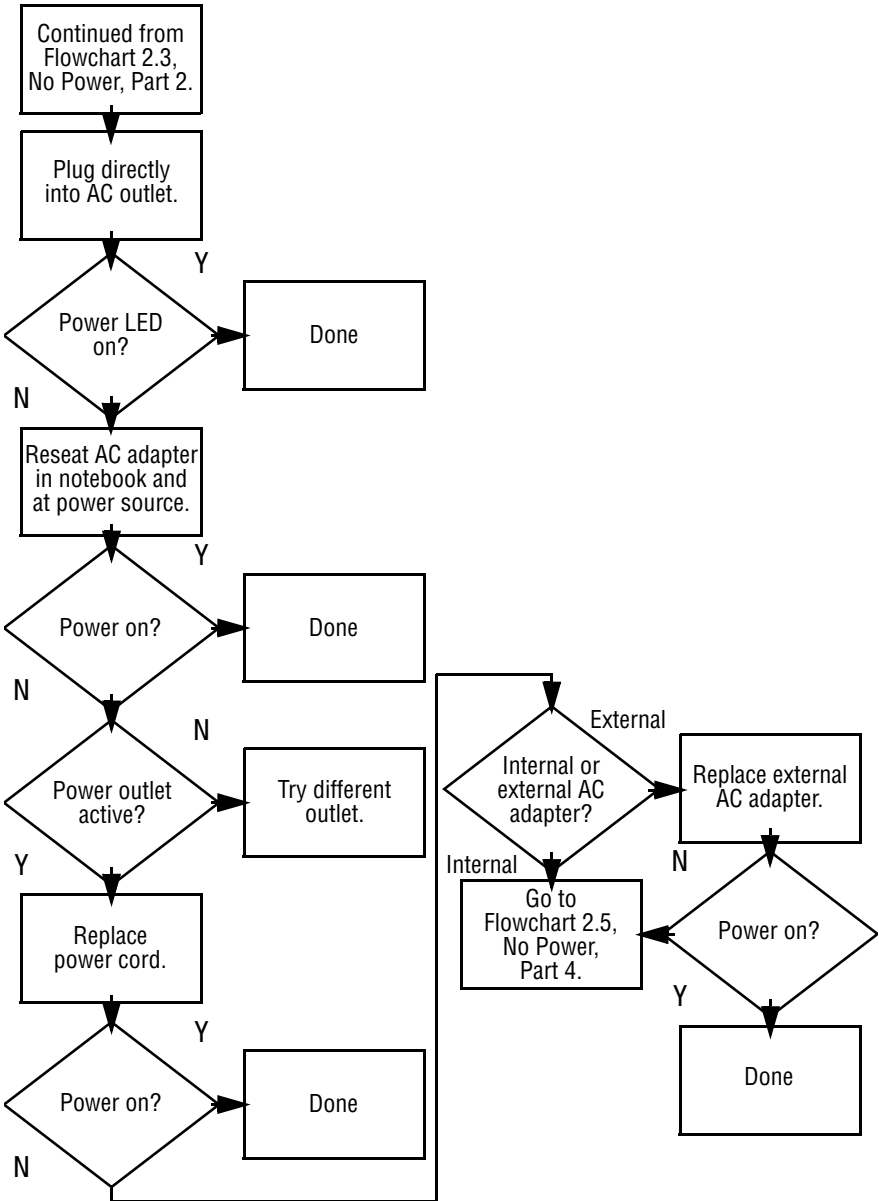 Continued from
Flowchart 2.3,
No Power, Part 2.
Plug directly
into AC outlet.
Y
Power LED
on?
Done
N
Reseat AC adapter
in notebook and
at power source.
Y
Power on?
Done
N
N
Power outlet
active?
Try different
outlet.
Y
Replace
power cord.
Y
Power on?
Done
N
External
Internal or
external AC
adapter?
Replace external
AC adapter.
Internal
N
Go to
Flowchart 2.5,
No Power,
Part 4.
Power on?
Y
Done